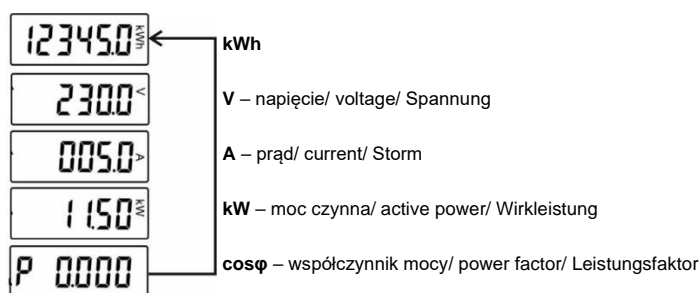 12345.0 kWh
kWh
230.0 V
V – napięcie/ voltage/ Spannung
005.0 A
A – prąd/ current/ Storm
11.50 kW
kW – moc czynna/ active power/ Wirkleistung
P 0.000
cosφ – współczynnik mocy/ power factor/ Leistungsfaktor